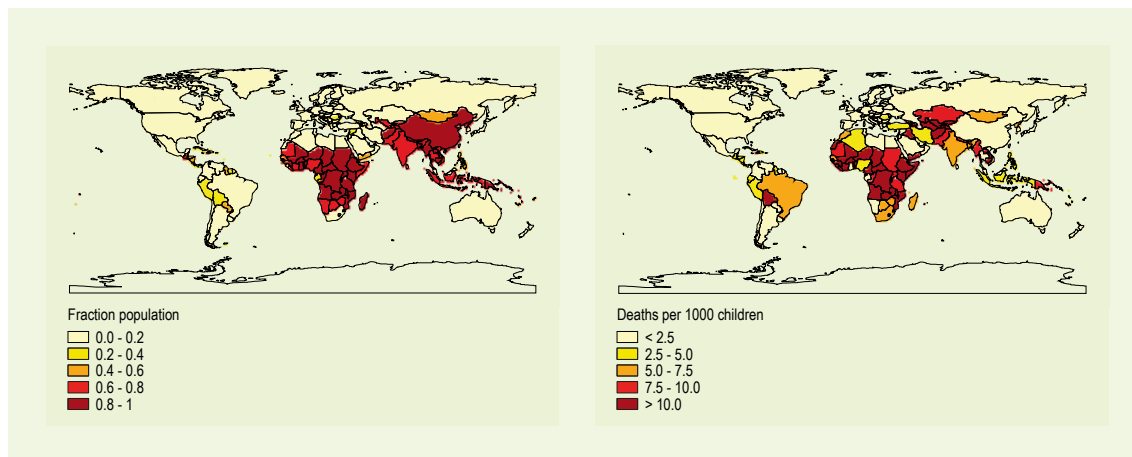 Fraction population
0.0 - 0.2
0.2 - 0.4
0.4 - 0.6
0.6 - 0.8
0.8 - 1
Deaths per 1000 children
< 2.5
2.5 - 5.0
5.0 - 7.5
7.5 - 10.0
> 10.0